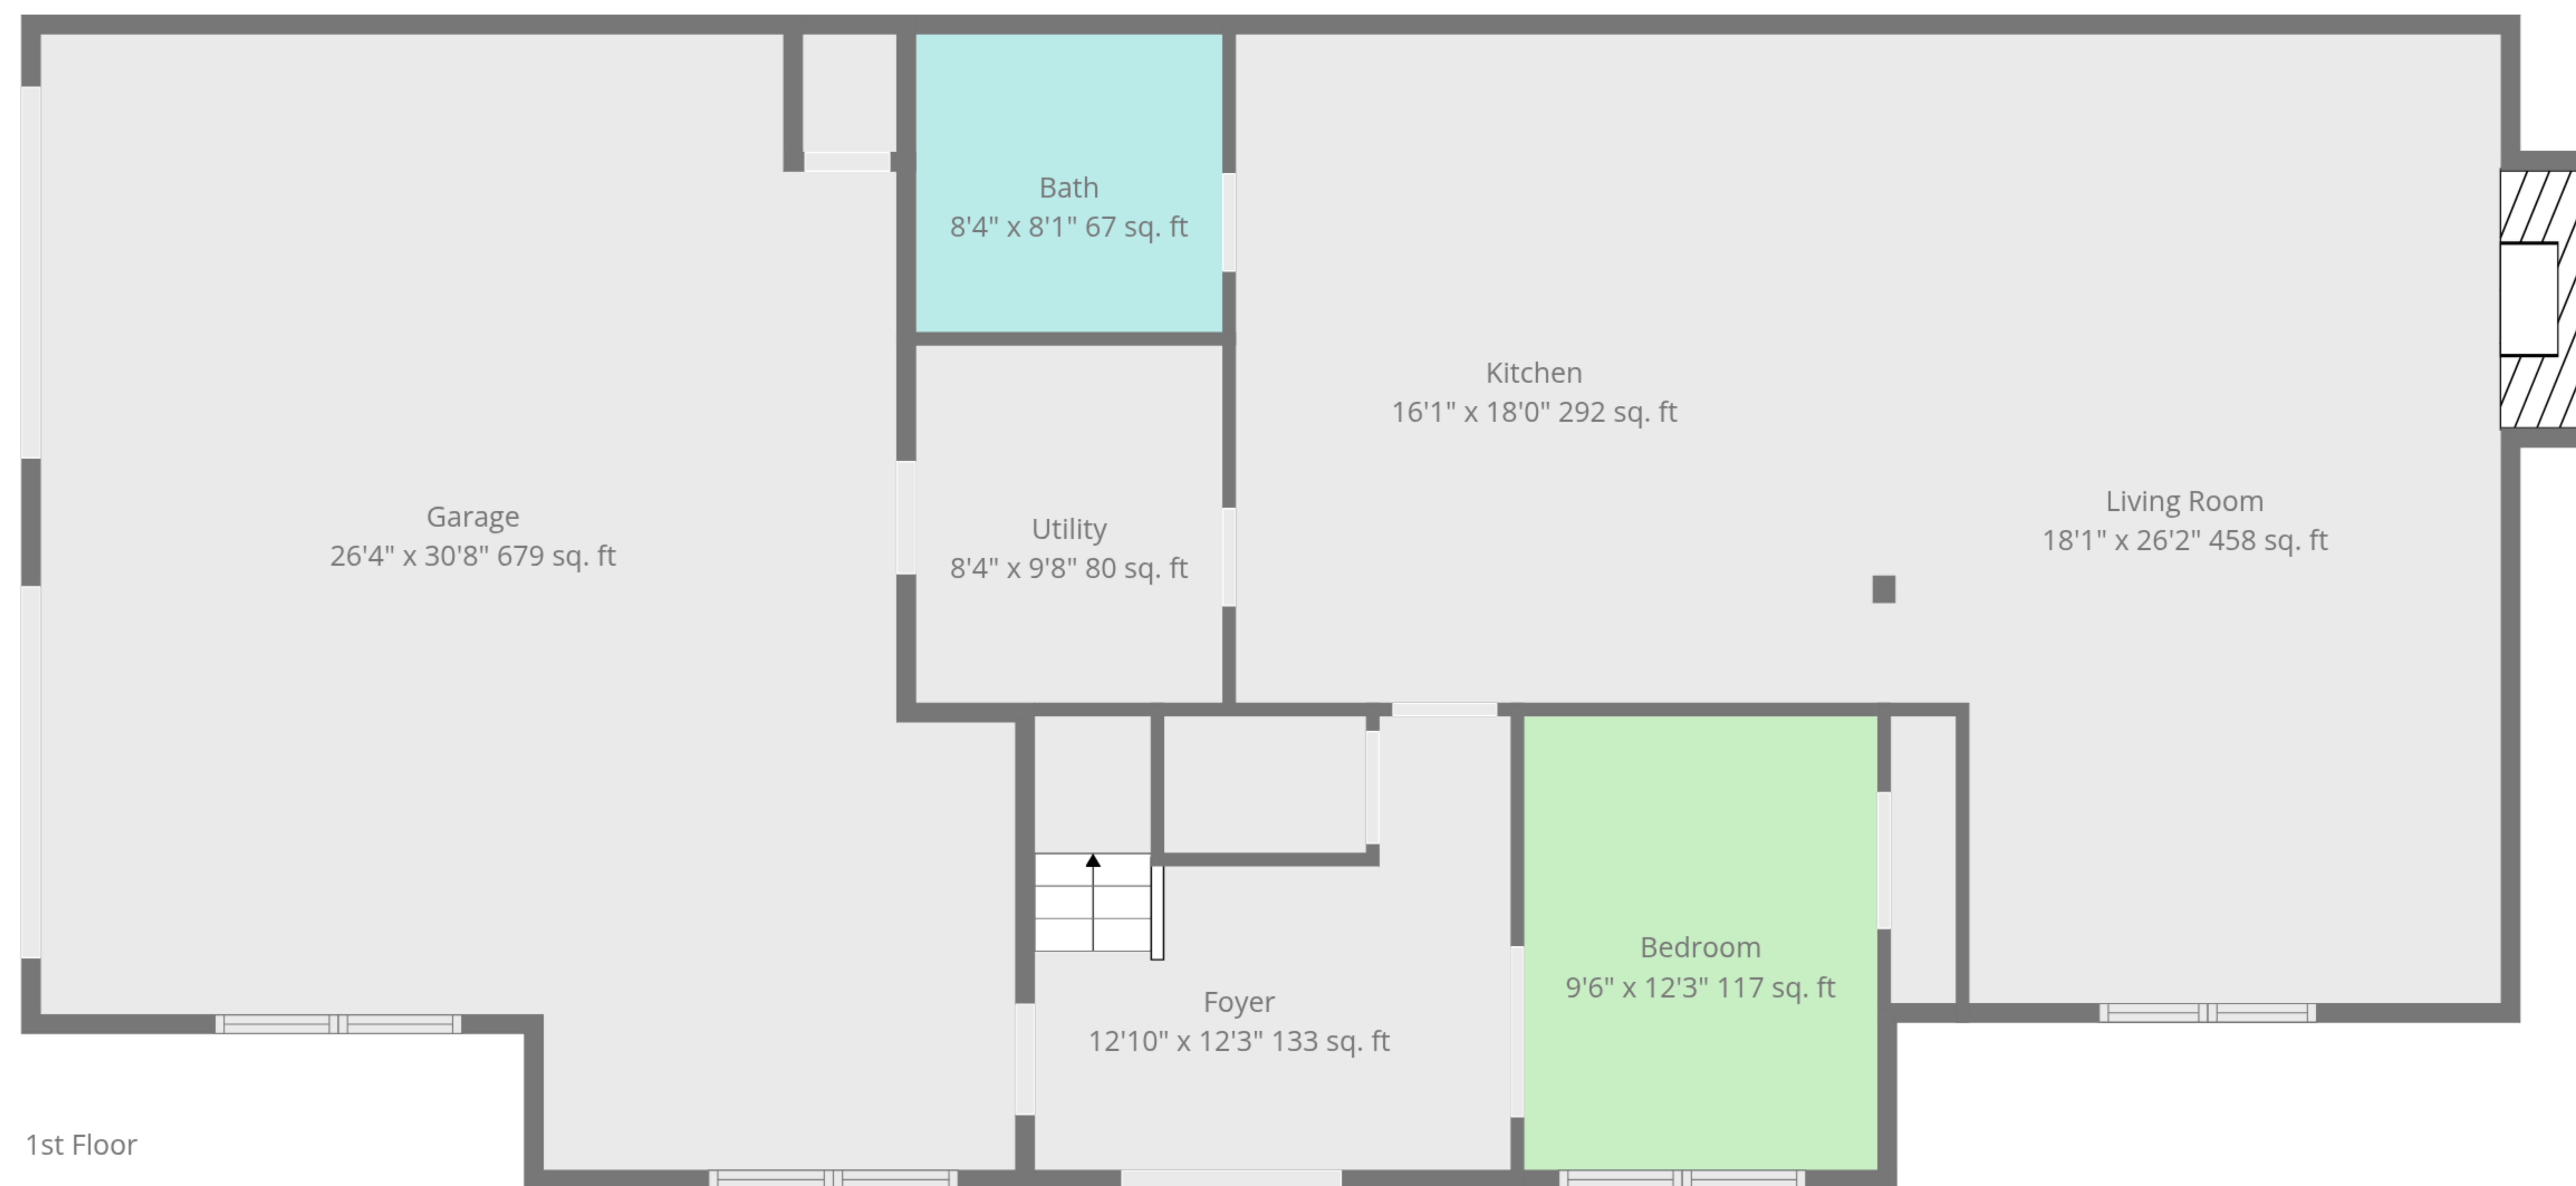 Bath
8'4" x 8'1" 67 sq. ft
Kitchen
16'1" x 18'0" 292 sq. ft
Living Room
18'1" x 26'2" 458 sq. ft
Garage
26'4" x 30'8" 679 sq. ft
Utility
8'4" x 9'8" 80 sq. ft
Bedroom
9'6" x 12'3" 117 sq. ft
Foyer
12'10" x 12'3" 133 sq. ft
1st Floor